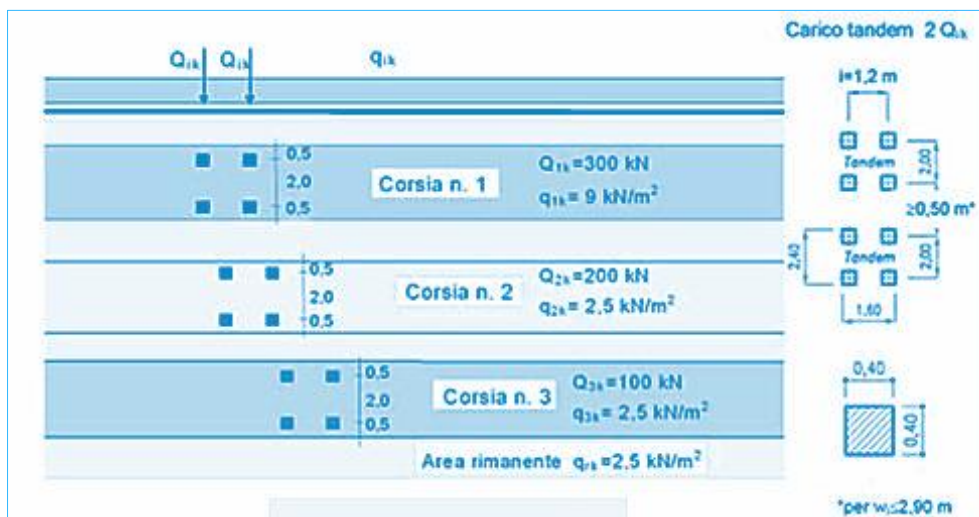 Carico tandem 2 Qik
Qik Qik qik
l=1,2 m
0,5
2,0
0,5
Corsia n. 1
Q1k=300 kN
q1k= 9 kN/m²
Tandem
2,00
≥0,50 m*
0,5
2,0
0,5
Corsia n. 2
Q2k=200 kN
q2k= 2,5 kN/m²
2,40
Tandem
2,00
1,60
0,5
2,0
0,5
Corsia n. 3
Q3k=100 kN
q3k= 2,5 kN/m²
0,40
0,40
Area rimanente qrk=2,5 kN/m²
*per wl≤2,90 m